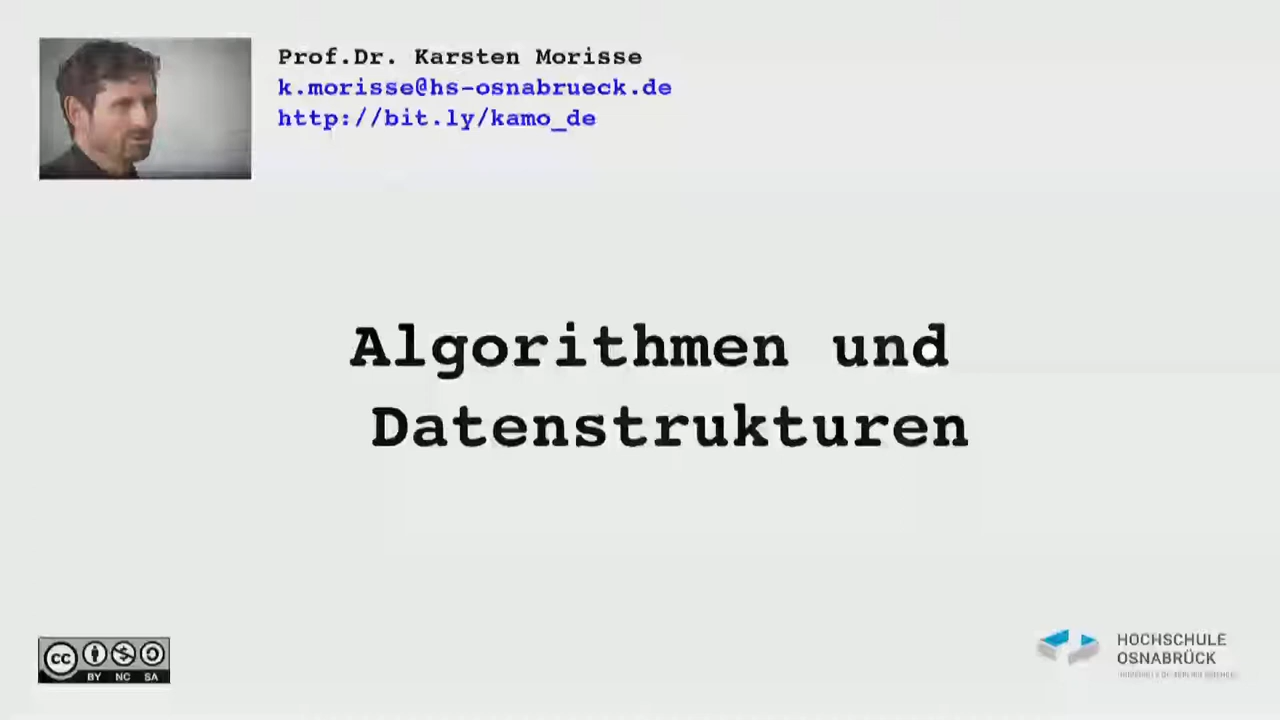 Prof.Dr. Karsten Morisse
k.morisse@hs-osnabrueck.de
http://bit.ly/kamo_de
Algorithmen und
Datenstrukturen
cc
BY NC SA
HOCHSCHULE
OSNABRÜCK